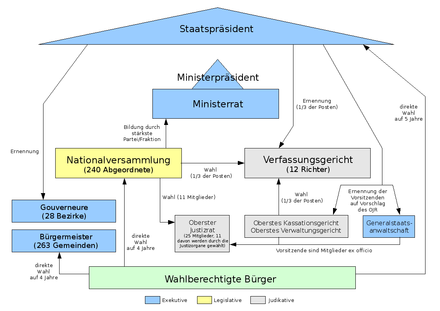 Staatspräsident
Ministerpräsident
Ministerrat
Ernennung
(1/3 der Posten)
direkte
Wahl
auf 5 Jahre
Bildung durch
stärkste
Partei/Fraktion
Ernennung
Nationalversammlung
(240 Abgeordnete)
Wahl
(1/3 der Posten)
Verfassungsgericht
(12 Richter)
Wahl (11 Mitglieder)
Wahl
(1/3 der Posten)
Ernennung der
Vorsitzenden
auf Vorschlag
des OJR
Gouverneure
(28 Bezirke)
Bürgermeister
(263 Gemeinden)
Oberster
Justizrat
(25 Mitglieder; 11
davon werden durch die
Justizorgane gewählt)
Oberstes Kassationsgericht
Oberstes Verwaltungsgericht
Generalstaats-
anwaltschaft
Vorsitzende sind Mitglieder ex officio
direkte
Wahl
auf 4 Jahre
direkte
Wahl
auf 4 Jahre
Wahlberechtigte Bürger
Exekutive
Legislative
Judikative